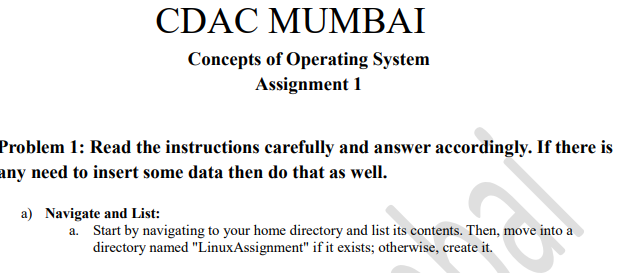 CDAC MUMBAI
Concepts of Operating System
Assignment 1
Problem 1: Read the instructions carefully and answer accordingly. If there is
any need to insert some data then do that as well.
a) Navigate and List:
a. Start by navigating to your home directory and list its contents. Then, move into a
directory named "LinuxAssignment" if it exists; otherwise, create it.